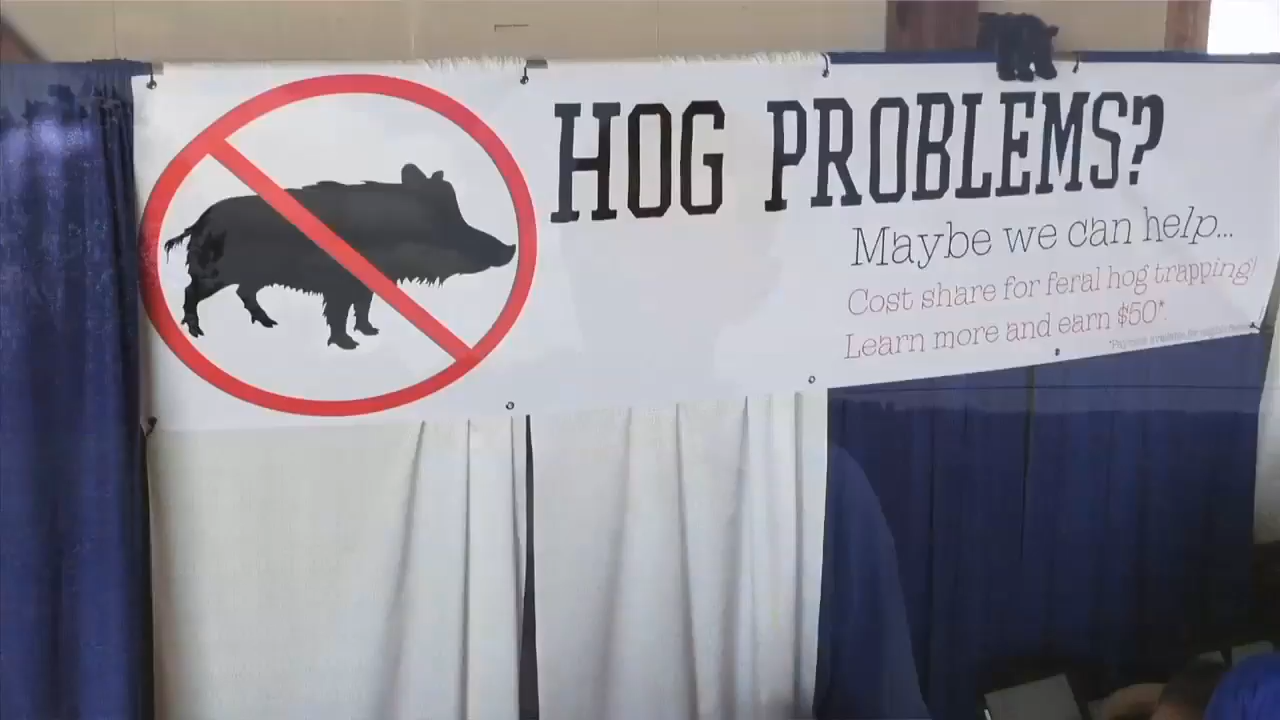 HOG PROBLEMS?
Maybe we can help...
Cost share for feral hog trapping!
Learn more and earn $50*.